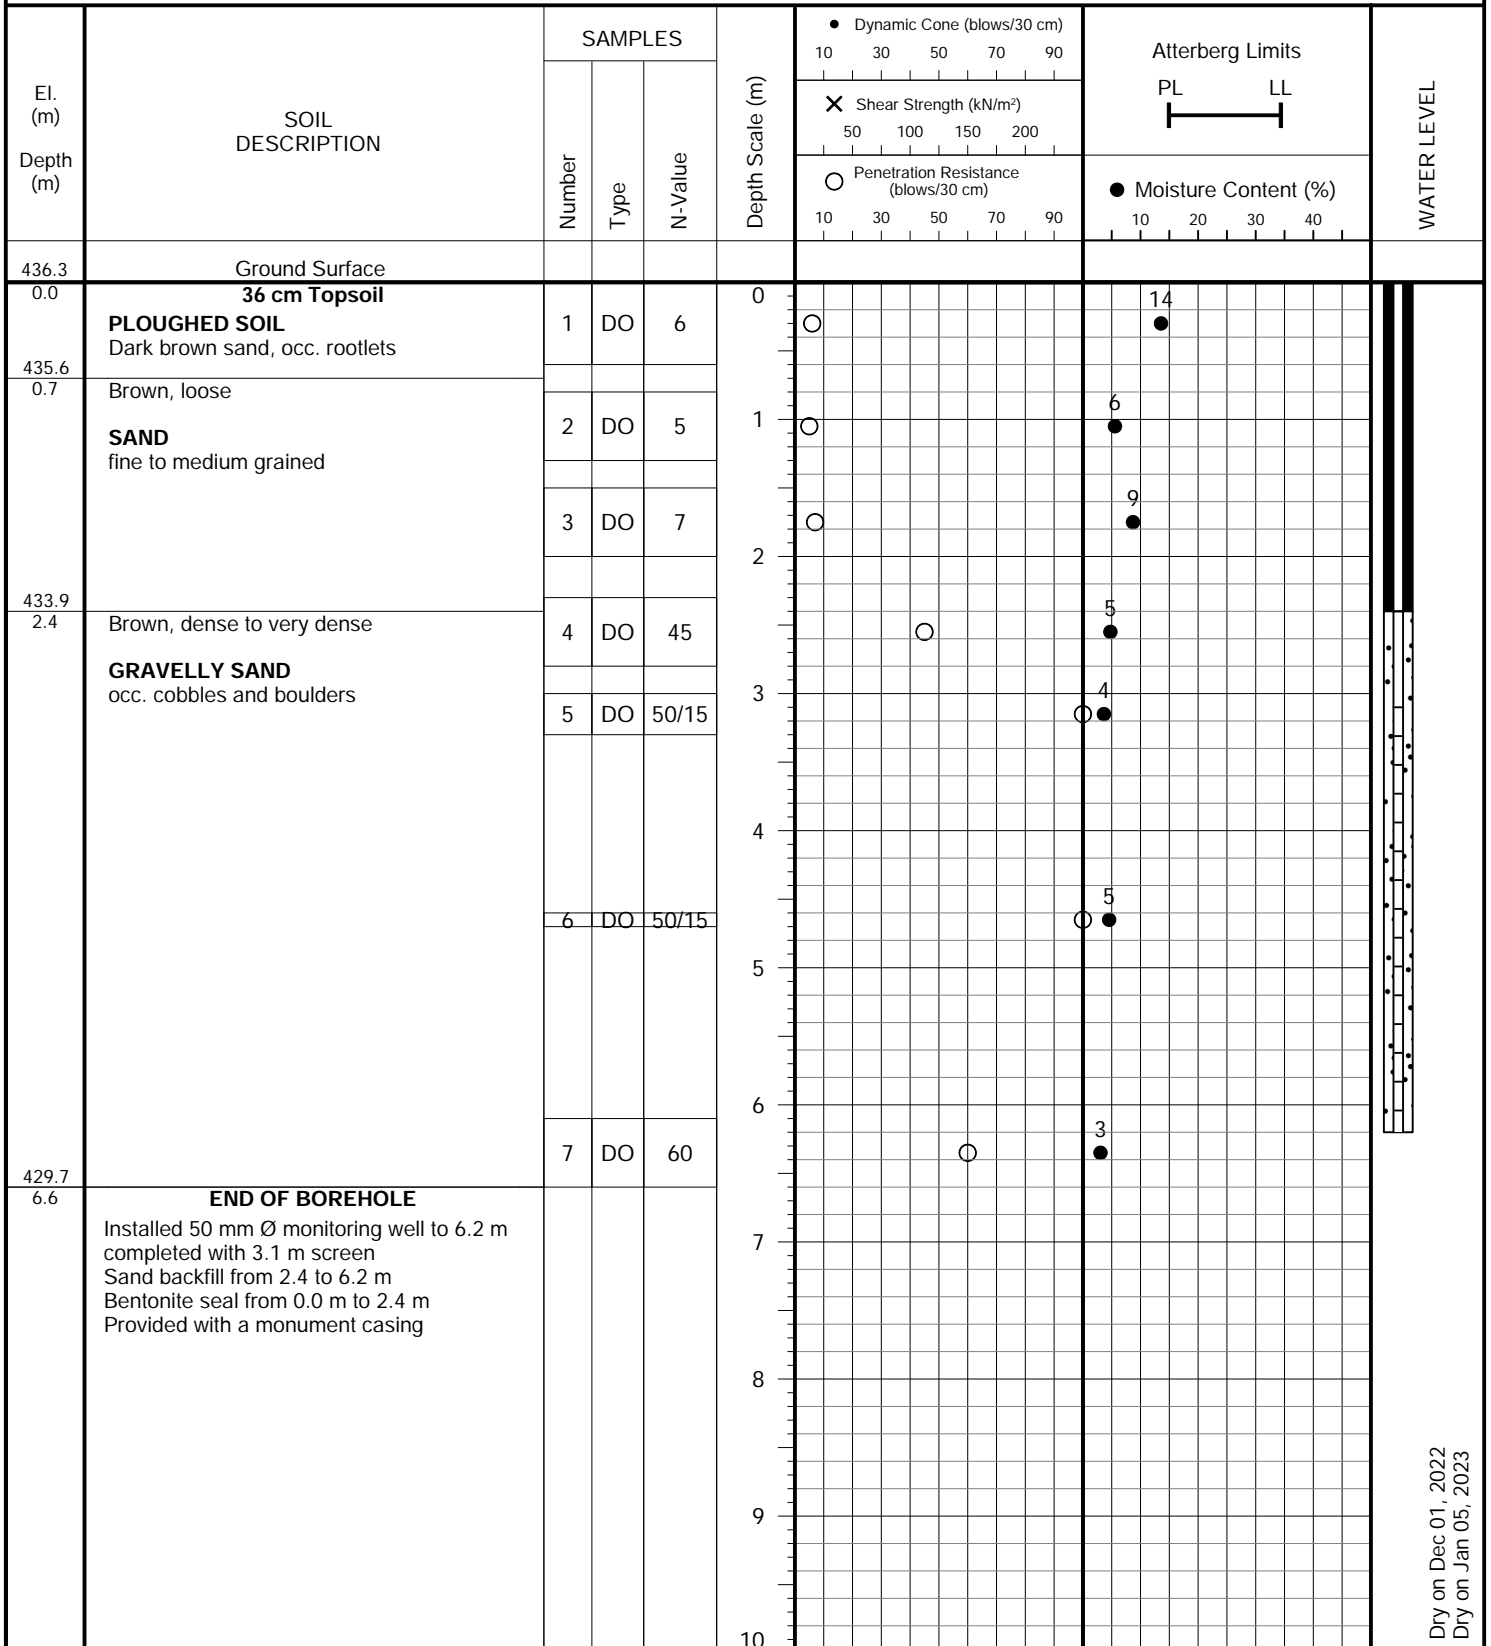 El.
(m)
Depth
(m)
SOIL
DESCRIPTION
SAMPLES
Number
Type
N-Value
Depth Scale (m)
Dynamic Cone (blows/30 cm)
10 30 50 70 90
Shear Strength (kN/m²)
50 100 150 200
Penetration Resistance
(blows/30 cm)
10 30 50 70 90
Atterberg Limits
PL LL
Moisture Content (%)
10 20 30 40
WATER LEVEL
436.3 Ground Surface
0.0 36 cm Topsoil 0
14
PLOUGHED SOIL 1 DO 6
Dark brown sand, occ. rootlets
435.6
0.7 Brown, loose
6
1
SAND 2 DO 5
fine to medium grained
9
3 DO 7
2
433.9
5
2.4 Brown, dense to very dense 4 DO 45
GRAVELLY SAND
occ. cobbles and boulders 3
4
5 DO 50/15
4
5
6 DO 50/15
5
6
3
7 DO 60
429.7
6.6 END OF BOREHOLE
Installed 50 mm Ø monitoring well to 6.2 m
completed with 3.1 m screen
Sand backfill from 2.4 to 6.2 m
Bentonite seal from 0.0 m to 2.4 m
Provided with a monument casing
7
8
9
10
Dry on Dec 01, 2022
Dry on Jan 05, 2023